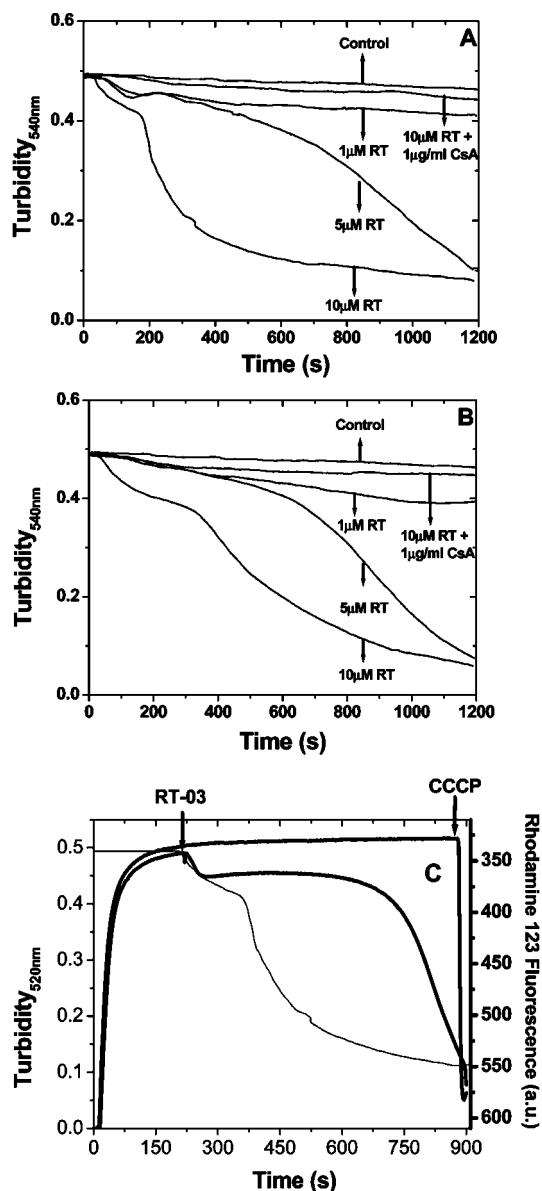 A
0.6
Control
Turbidity540nm
0.4
10μM RT +
1μg/ml CsA
1μM RT
5μM RT
0.2
10μM RT
0.0
0 200 400 600 800 1000 1200
Time (s)
B
0.6
Control
Turbidity540nm
0.4
1μM RT
10μM RT +
1μg/ml CsA
5μM RT
0.2
10μM RT
0.0
0 200 400 600 800 1000 1200
Time (s)
RT-03
CCCP
C
Turbidity520nm
0.5
0.4
0.3
0.2
0.1
0.0
350
400
450
500
550
600
Rhodamine 123 Fluorescence (a.u.)
0 150 300 450 600 750 900
Time (s)